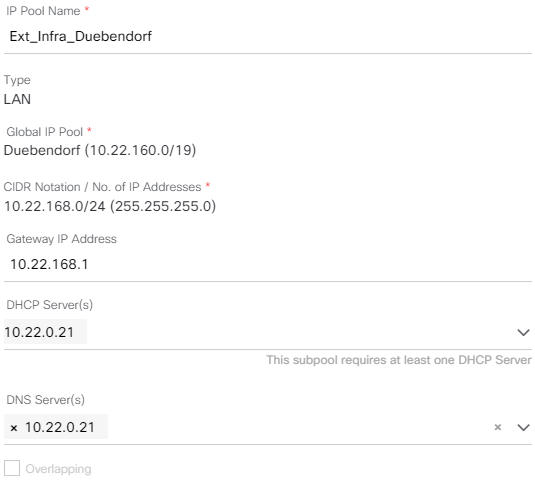 IP Pool Name *
Ext_Infra_Duebendorf
Type
LAN
Global IP Pool *
Duebendorf (10.22.160.0/19)
CIDR Notation / No. of IP Addresses *
10.22.168.0/24 (255.255.255.0)
Gateway IP Address
10.22.168.1
DHCP Server(s)
10.22.0.21
This subpool requires at least one DHCP Server
DNS Server(s)
× 10.22.0.21 ×
Overlapping